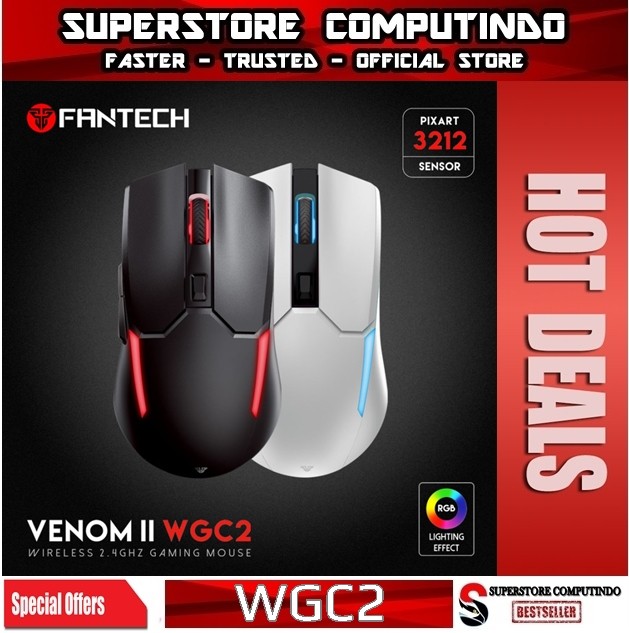 SUPERSTORE COMPUTINDO
FASTER - TRUSTED - OFFICIAL STORE
FANTECH
PIXART
3212
SENSOR
HOT DEALS
RGB
LIGHTING
EFFECT
VENOM II WGC2
WIRELESS 2.4GHZ GAMING MOUSE
Special Offers
WGC2
S SUPERSTORE COMPUTINDO
BESTSELLER